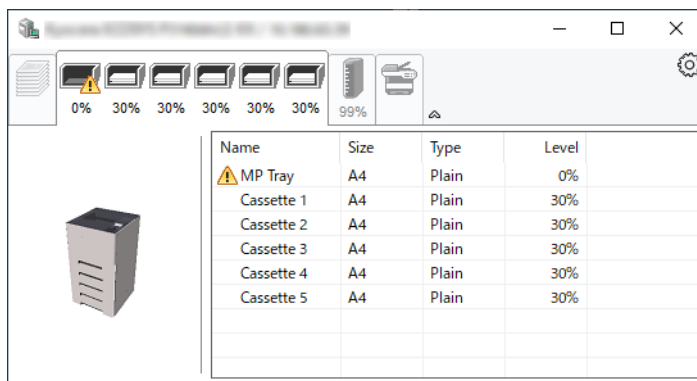 0% 30% 30% 30% 30% 30% 99%
Name Size Type Level
MP Tray A4 Plain 0%
Cassette 1 A4 Plain 30%
Cassette 2 A4 Plain 30%
Cassette 3 A4 Plain 30%
Cassette 4 A4 Plain 30%
Cassette 5 A4 Plain 30%